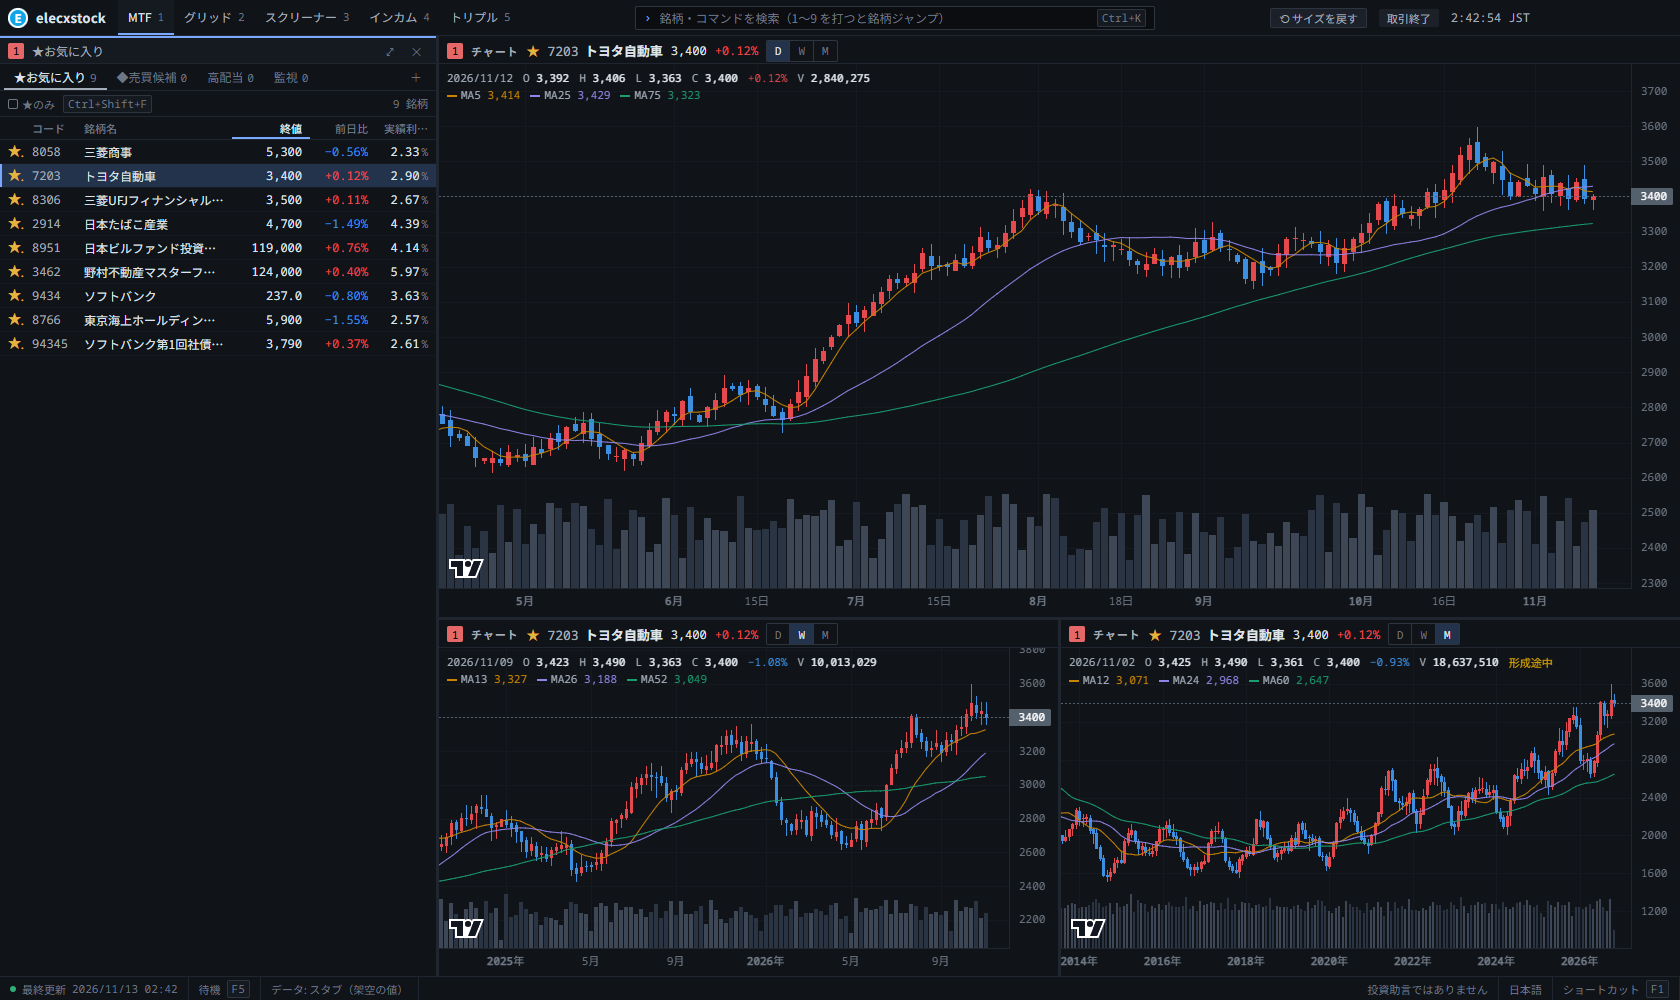 elecxstock MTF 1 グリッド 2 スクリーナー 3 インカム 4 トリプル 5 › 銘柄・コマンドを検索（1〜9 を打つと銘柄ジャンプ） Ctrl+K サイズを戻す 取引終了 2:42:54 JST
1 ★お気に入り
★お気に入り 9 ◆売買候補 0 高配当 0 監視 0 +
★のみ Ctrl+Shift+F 9 銘柄
コード 銘柄名 終値 前日比 実績利…
8058 三菱商事 5,300 −0.56% 2.33%
7203 トヨタ自動車 3,400 +0.12% 2.90%
8306 三菱UFJフィナンシャル… 3,500 +0.11% 2.67%
2914 日本たばこ産業 4,700 −1.49% 4.39%
8951 日本ビルファンド投資… 119,000 +0.76% 4.14%
3462 野村不動産マスターフ… 124,000 +0.40% 5.97%
9434 ソフトバンク 237.0 −0.80% 3.63%
8766 東京海上ホールディン… 5,900 −1.55% 2.57%
94345 ソフトバンク第1回社債… 3,790 +0.37% 2.61%
1 チャート ★ 7203 トヨタ自動車 3,400 +0.12% D W M
2026/11/12 O 3,392 H 3,406 L 3,363 C 3,400 +0.12% V 2,840,275
MA5 3,414 MA25 3,429 MA75 3,323
3700
3600
3500
3400
3300
3200
3100
3000
2900
2800
2700
2600
2500
2400
2300
5月 6月 15日 7月 15日 8月 18日 9月 10月 16日 11月
1 チャート ★ 7203 トヨタ自動車 3,400 +0.12% D W M
2026/11/09 O 3,423 H 3,490 L 3,363 C 3,400 −1.08% V 10,013,029
MA13 3,327 MA26 3,188 MA52 3,049
3800
3600
3400
3200
3000
2800
2600
2400
2200
2025年 5月 9月 2026年 5月 9月
1 チャート ★ 7203 トヨタ自動車 3,400 +0.12% D W M
2026/11/02 O 3,425 H 3,490 L 3,361 C 3,400 −0.93% V 18,637,510 形成途中
MA12 3,071 MA24 2,968 MA60 2,647
3600
3400
3200
2800
2400
2000
1600
1200
2014年 2016年 2018年 2020年 2022年 2024年 2026年
最終更新 2026/11/13 02:42 待機 F5 データ: スタブ（架空の値） 投資助言ではありません 日本語 ショートカット F1